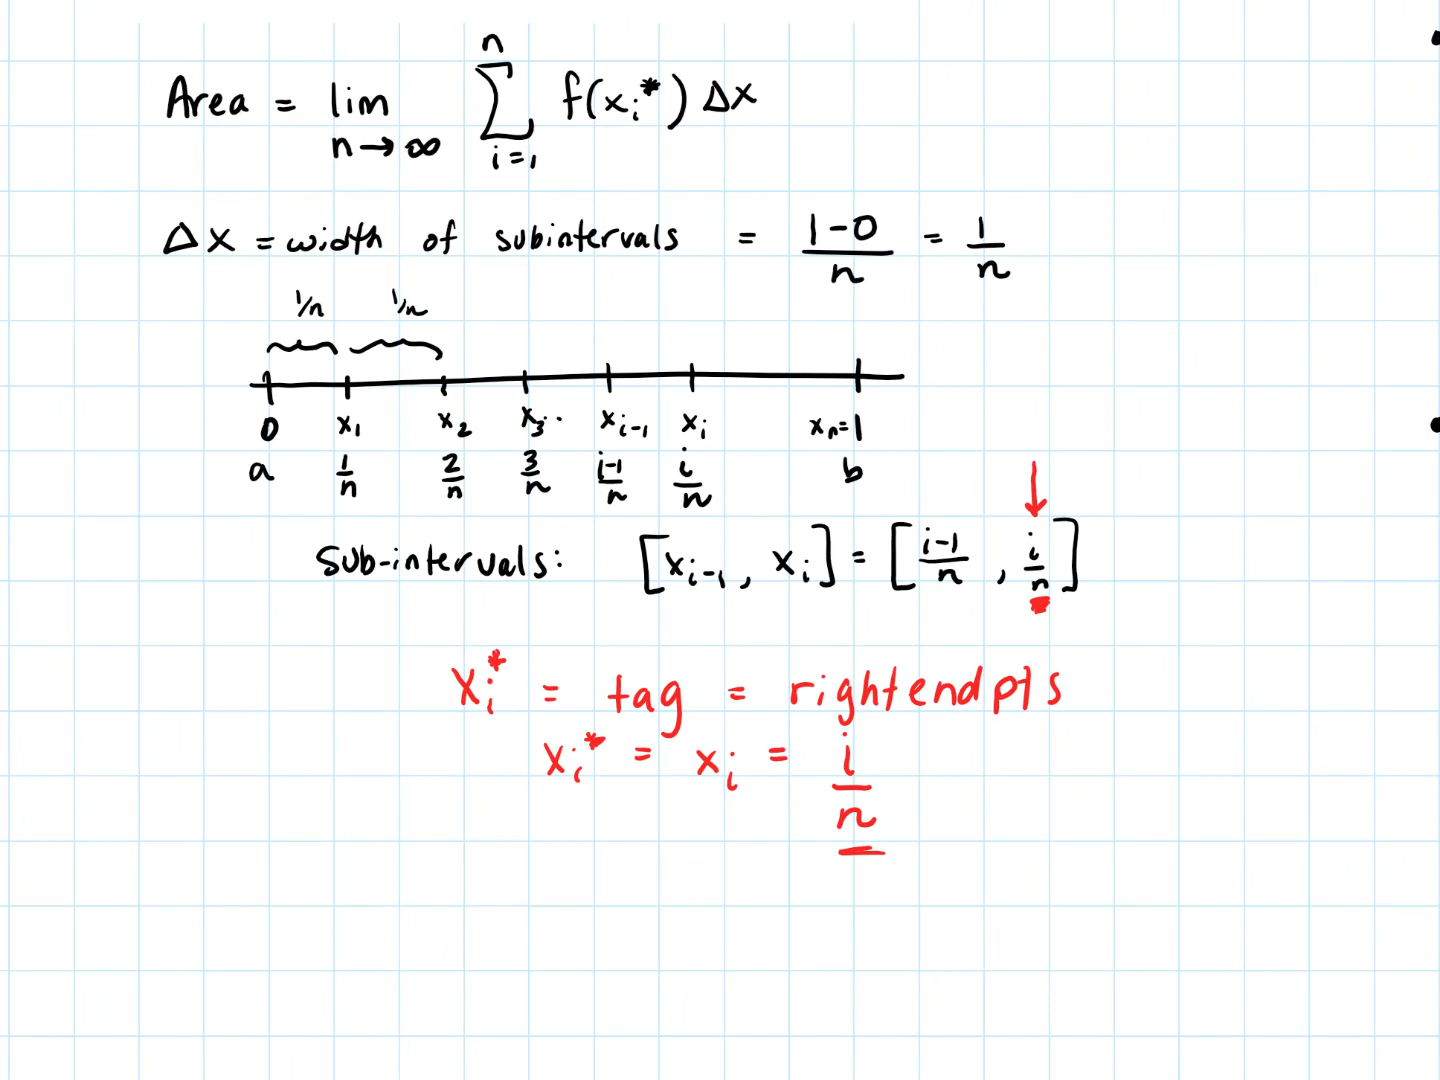 Area = lim n→∞ n Σ i=1 f(xᵢ*) Δx
Δx = width of subintervals = 1-0/n = 1/n
1/n 1/n
0 x₁ x₂ x₃.. xᵢ₋₁ xᵢ xₙ=1
a 1/n 2/n 3/n i-1/n i/n b
Sub-intervals: [xᵢ₋₁, xᵢ] = [i-1/n, i/n]
xᵢ* = tag = rightendpts
xᵢ* = xᵢ = i/n